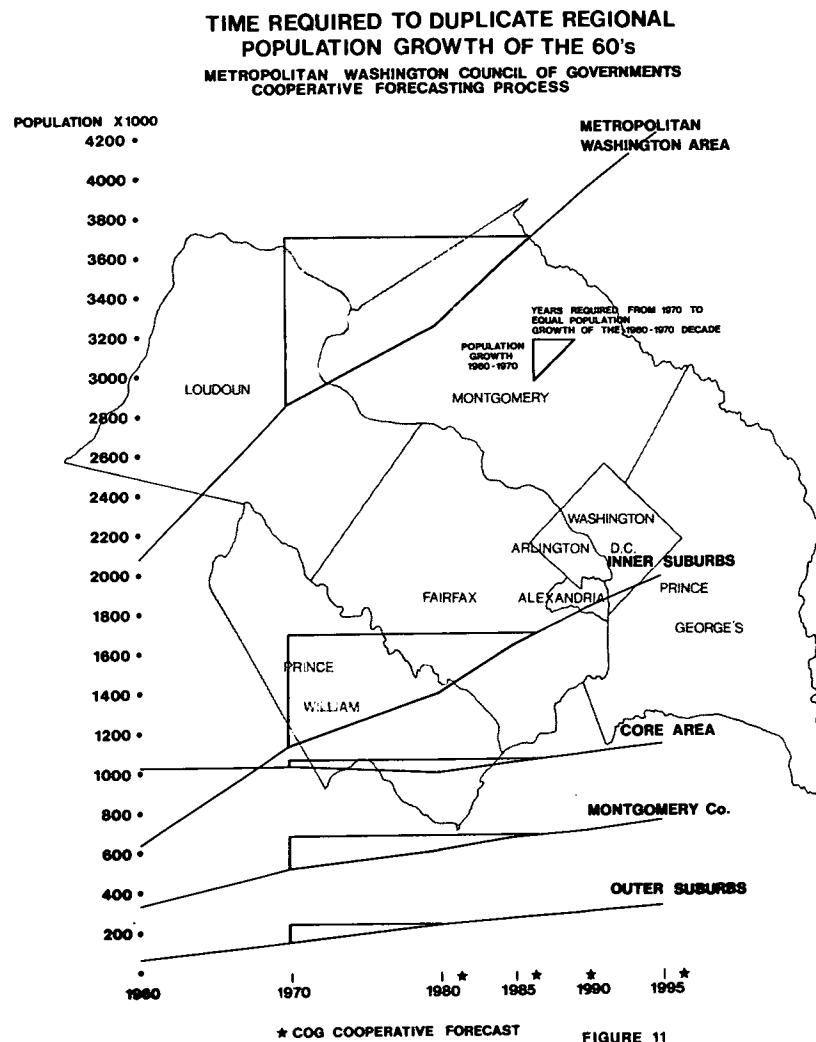 TIME REQUIRED TO DUPLICATE REGIONAL
POPULATION GROWTH OF THE 60's
METROPOLITAN WASHINGTON COUNCIL OF GOVERNMENTS
COOPERATIVE FORECASTING PROCESS
POPULATION X1000
METROPOLITAN
WASHINGTON AREA
4200
4000
3800
3600
3400
3200
3000
2800
2600
2400
2200
2000
1800
1600
1400
1200
1000
800
600
400
200
YEARS REQUIRED FROM 1970 TO
EQUAL POPULATION
GROWTH OF THE 1960-1970 DECADE
POPULATION
GROWTH
1960-1970
LOUDOUN
MONTGOMERY
WASHINGTON
ARLINGTON D.C.
INNER SUBURBS
FAIRFAX
ALEXANDRIA
PRINCE
GEORGE'S
PRINCE
WILLIAM
CORE AREA
MONTGOMERY Co.
OUTER SUBURBS
1960
1970
1980
1985
1990
1995
★ COG COOPERATIVE FORECAST
FIGURE 11